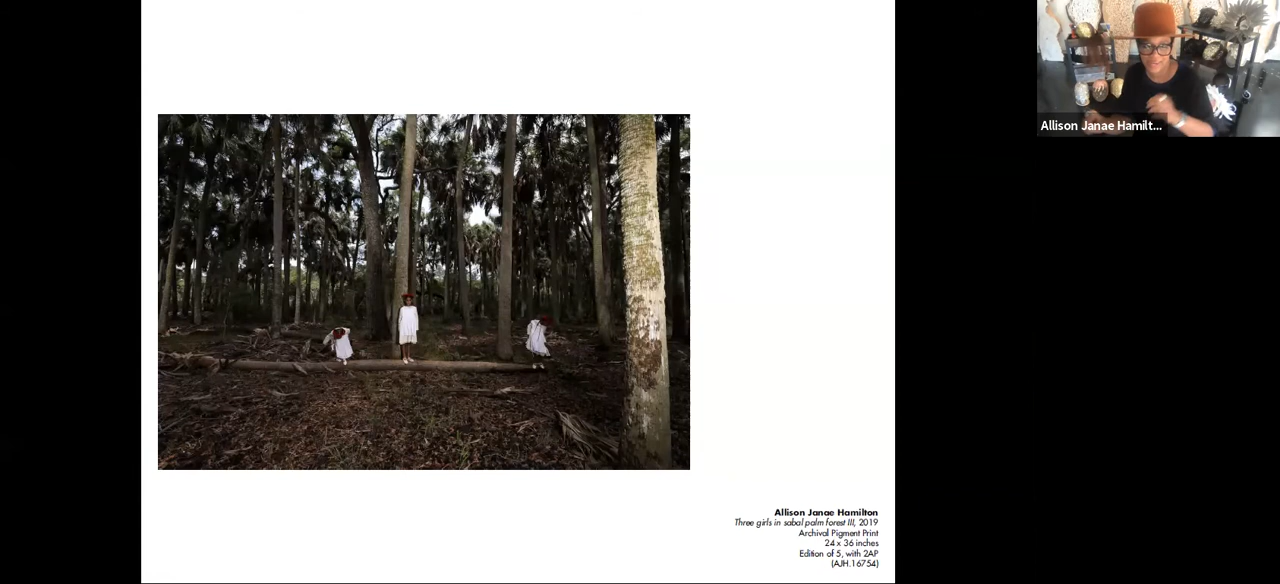 Allison Janae Hamilt...
Allison Janae Hamilton
Three girls in sabal palm forest III, 2019
Archival Pigment Print
24 x 36 inches
Edition of 5, with 2AP
(AJH.16754)